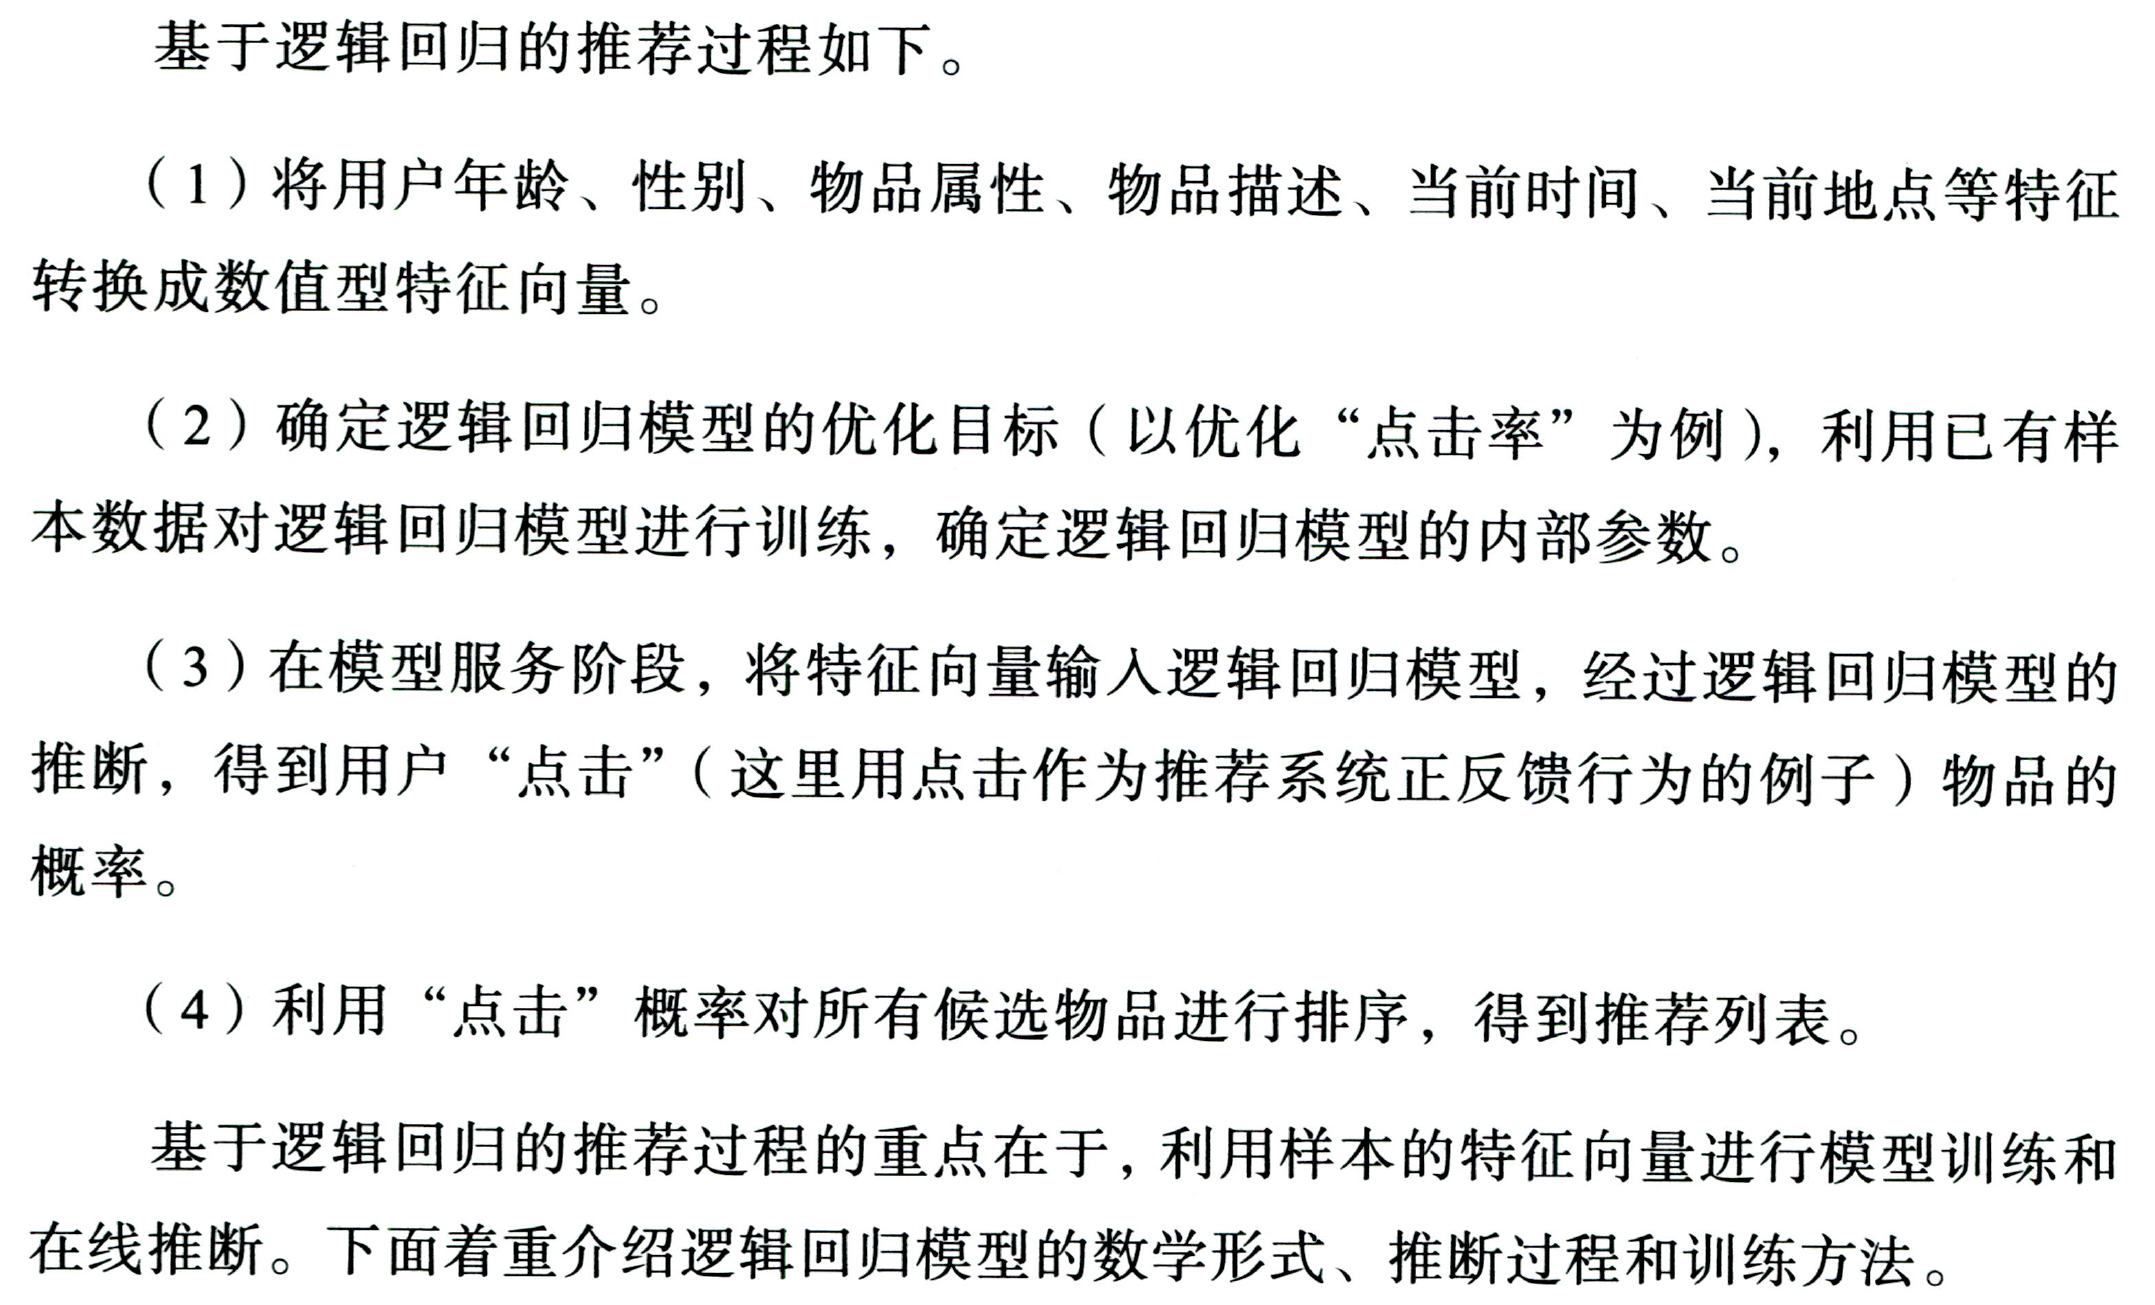 基于逻辑回归的推荐过程如下。
（1）将用户年龄、性别、物品属性、物品描述、当前时间、当前地点等特征
转换成数值型特征向量。
（2）确定逻辑回归模型的优化目标（以优化“点击率”为例），利用已有样
本数据对逻辑回归模型进行训练，确定逻辑回归模型的内部参数。
（3）在模型服务阶段，将特征向量输入逻辑回归模型，经过逻辑回归模型的
推断，得到用户“点击”（这里用点击作为推荐系统正反馈行为的例子）物品的
概率。
（4）利用“点击”概率对所有候选物品进行排序，得到推荐列表。
基于逻辑回归的推荐过程的重点在于，利用样本的特征向量进行模型训练和
在线推断。下面着重介绍逻辑回归模型的数学形式、推断过程和训练方法。